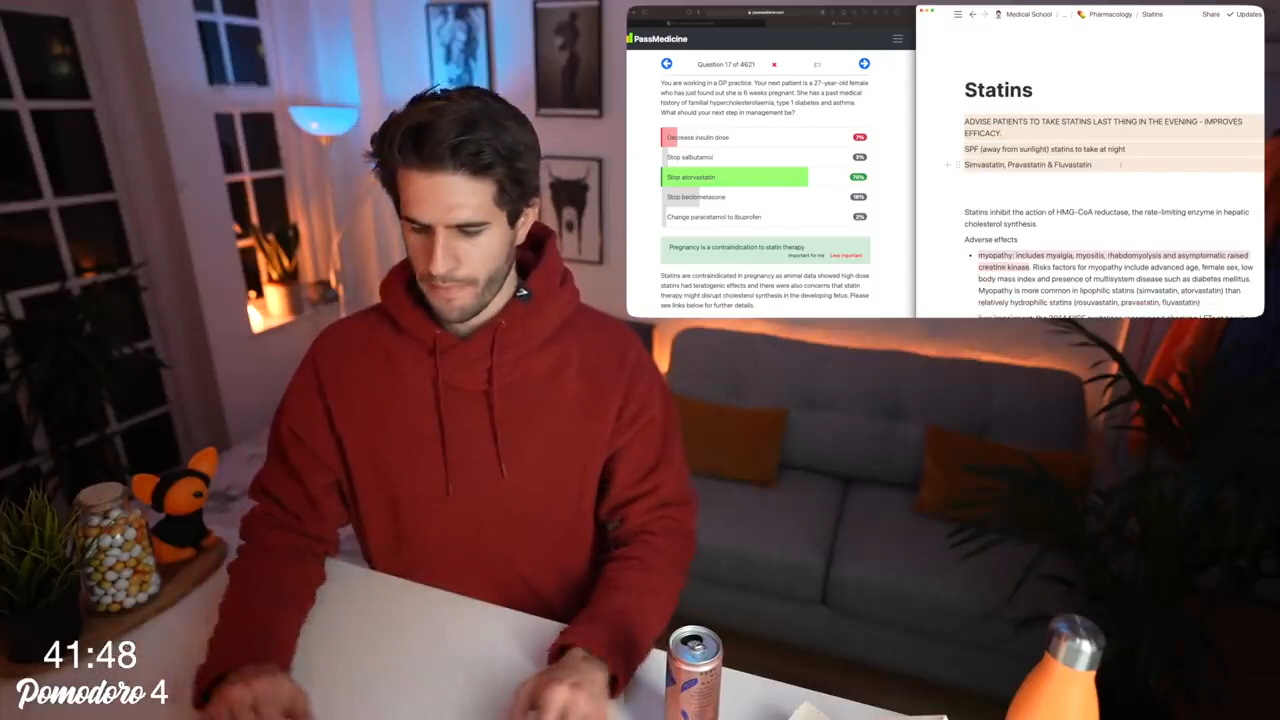 PassMedicine
Question 17 of 4621
You are working in a GP practice. Your next patient is a 27-year-old female
who has just found out she is 6 weeks pregnant. She has a past medical
history of familial hypercholesterolaemia, type 1 diabetes and asthma.
What should your next step in management be?
Decrease insulin dose 7%
Stop salbutamol 3%
Stop atorvastatin 70%
Stop beclometasone 18%
Change paracetamol to ibuprofen 2%
Pregnancy is a contraindication to statin therapy
Important for me Less important
Statins are contraindicated in pregnancy as animal data showed high dose
statins had teratogenic effects and there were also concerns that statin
therapy might disrupt cholesterol synthesis in the developing fetus. Please
see links below for further details.
Medical School / ... / Pharmacology / Statins Share Updates
Statins
ADVISE PATIENTS TO TAKE STATINS LAST THING IN THE EVENING - IMPROVES
EFFICACY.
SPF (away from sunlight) statins to take at night
Simvastatin, Pravastatin & Fluvastatin
Statins inhibit the action of HMG-CoA reductase, the rate-limiting enzyme in hepatic
cholesterol synthesis.
Adverse effects
• myopathy: includes myalgia, myositis, rhabdomyolysis and asymptomatic raised
creatine kinase. Risks factors for myopathy include advanced age, female sex, low
body mass index and presence of multisystem disease such as diabetes mellitus.
Myopathy is more common in lipophilic statins (simvastatin, atorvastatin) than
relatively hydrophilic statins (rosuvastatin, pravastatin, fluvastatin)
41:48
Pomodoro 4